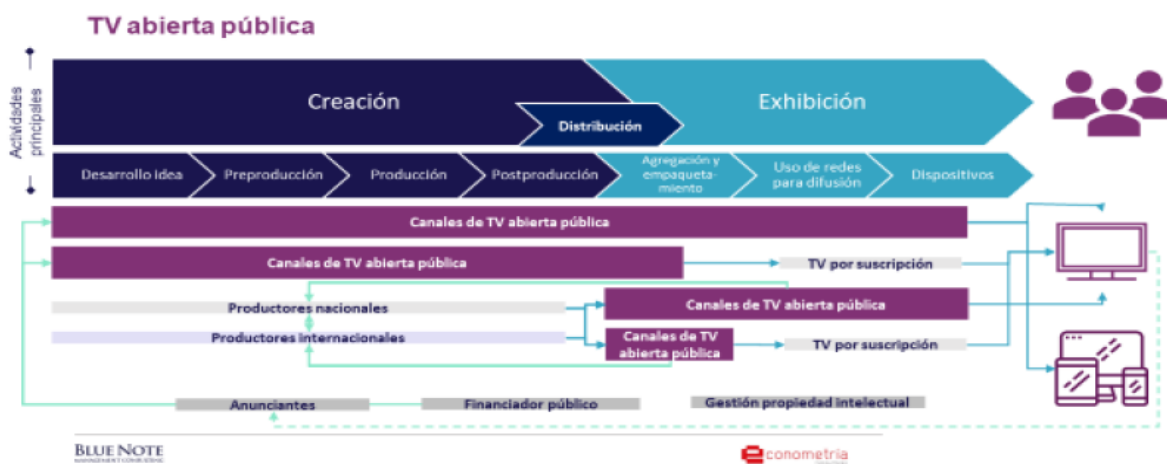 TV abierta pública
Actividades
principales
Creación
Exhibición
Distribución
Desarrollo idea
Preproducción
Producción
Postproducción
Agregación y
empaqueta-
miento
Uso de redes
para difusión
Dispositivos
Canales de TV abierta pública
Canales de TV abierta pública
TV por suscripción
Productores nacionales
Canales de TV abierta pública
Productores internacionales
Canales de TV
abierta pública
TV por suscripción
Anunciantes
Financiador público
Gestión propiedad intelectual
BLUE NOTE
MANAGEMENT CONSULTING
econometría